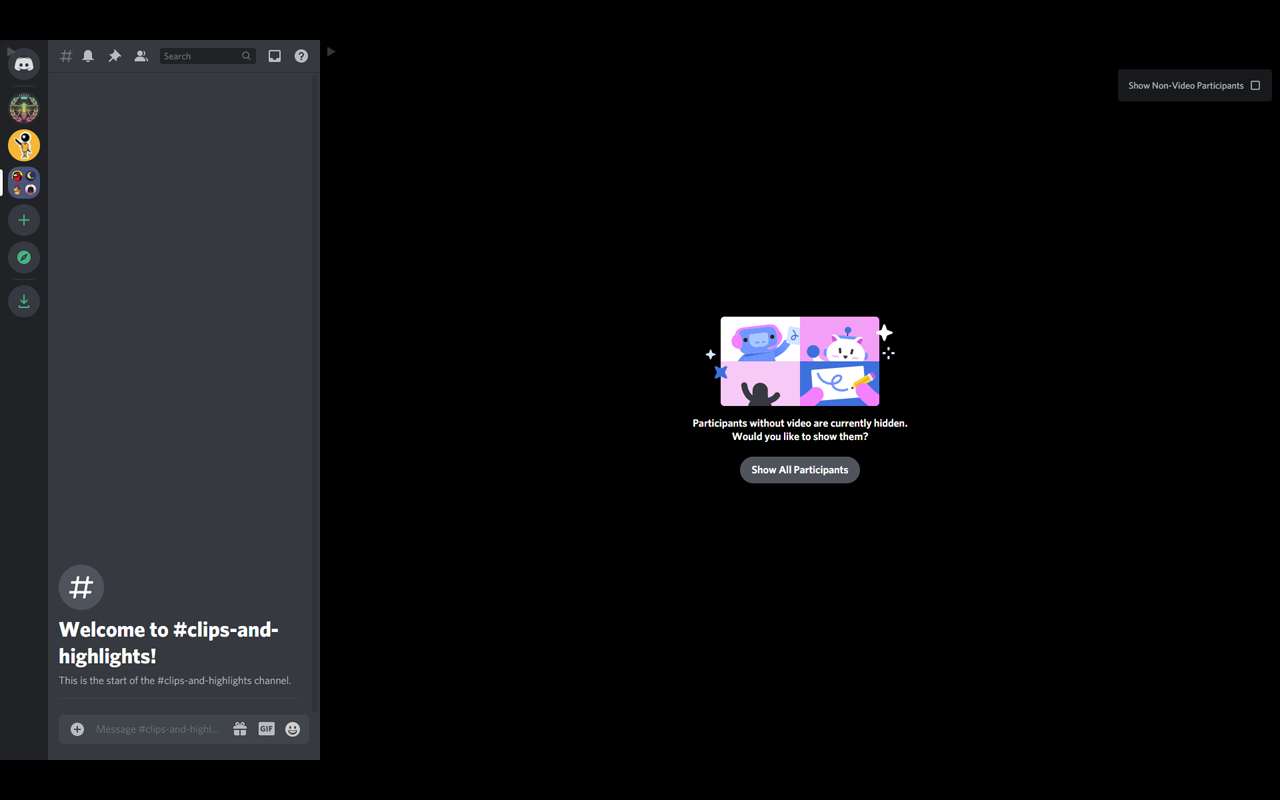 Search
Show Non-Video Participants
Participants without video are currently hidden.
Would you like to show them?
Show All Participants
Welcome to #clips-and-
highlights!
This is the start of the #clips-and-highlights channel.
Message #clips-and-highl...
GIF